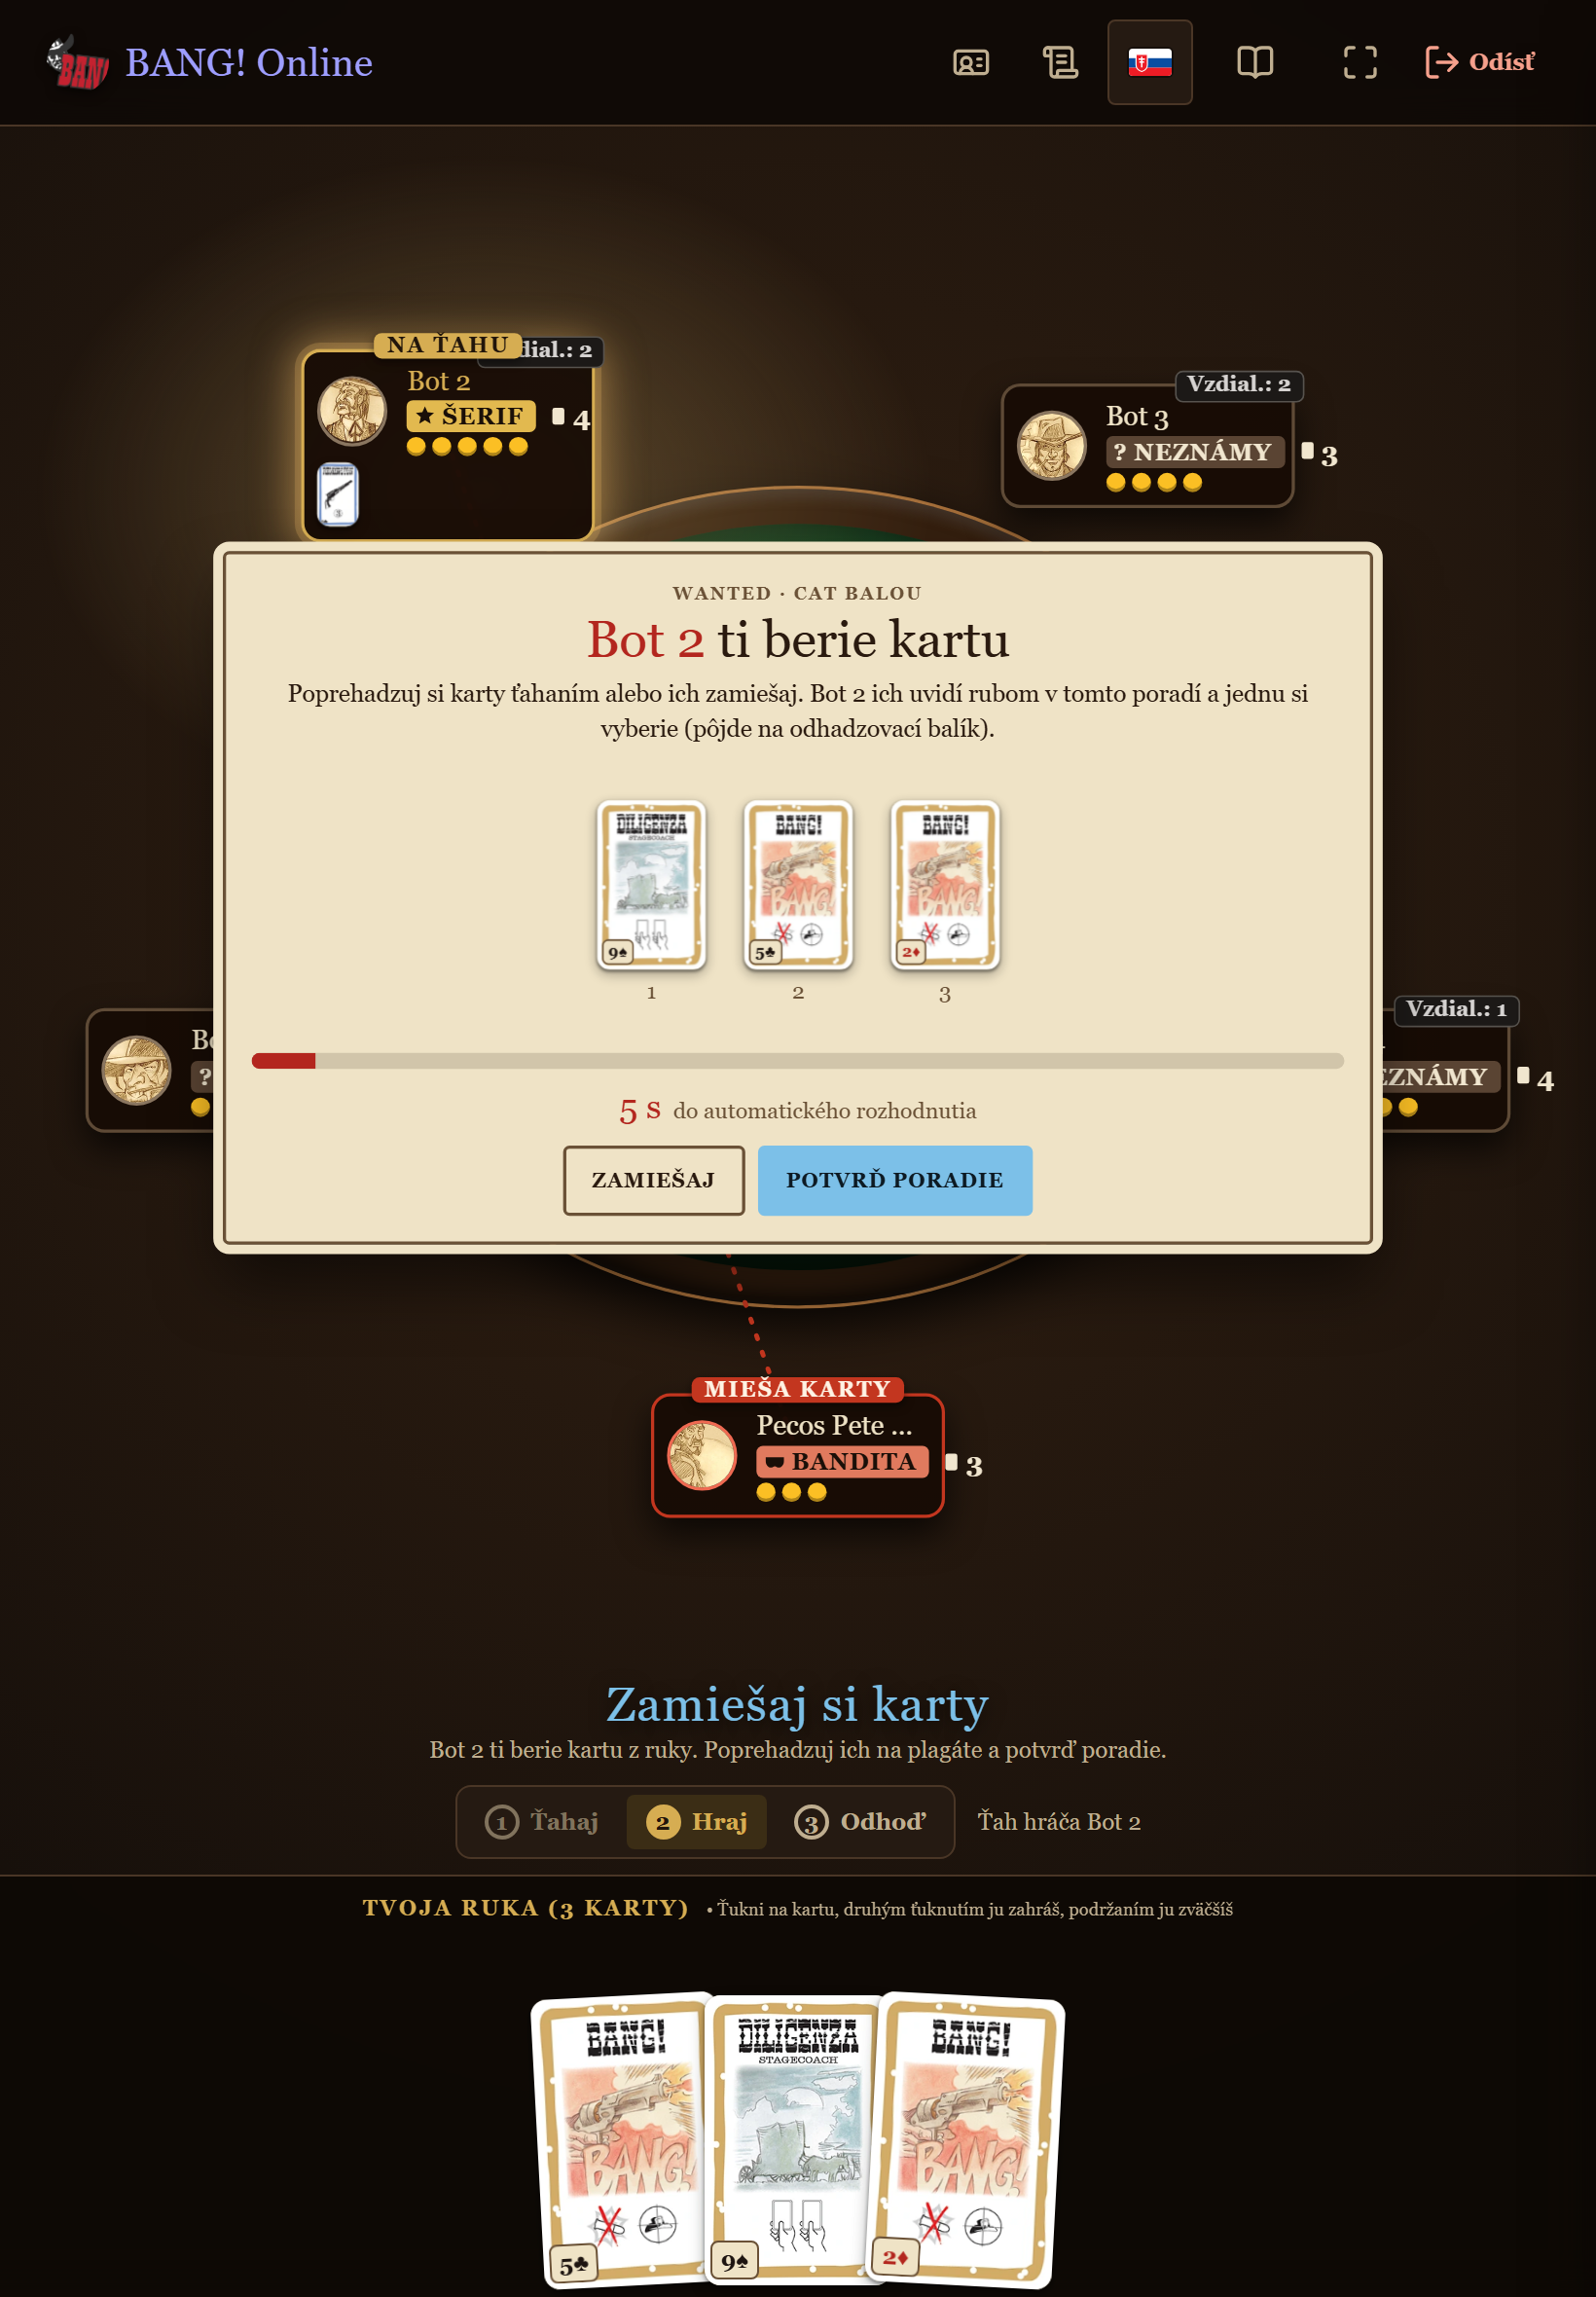 BANG! Online
Odísť
NA ŤAHU
dial.: 2
Bot 2
ŠERIF
4
Vzdial.: 2
Bot 3
? NEZNÁMY
3
WANTED · CAT BALOU
Bot 2 ti berie kartu
Poprehadzuj si karty ťahaním alebo ich zamiešaj. Bot 2 ich uvidí rubom v tomto poradí a jednu si
vyberie (pôjde na odhadzovací balík).
DILIGENZA
STAGECOACH
9♠
BANG!
BANG!
5♣
BANG!
BANG!
2♦
1 2 3
?
Vzdial.: 1
EZNÁMY
4
5 s do automatického rozhodnutia
ZAMIEŠAJ
POTVRĎ PORADIE
MIEŠA KARTY
Pecos Pete ...
BANDITA
3
Zamiešaj si karty
Bot 2 ti berie kartu z ruky. Poprehadzuj ich na plagáte a potvrď poradie.
1 Ťahaj 2 Hraj 3 Odhoď Ťah hráča Bot 2
TVOJA RUKA (3 KARTY) • Ťukni na kartu, druhým ťuknutím ju zahráš, podržaním ju zväčšíš
BANG!
BANG!
5♣
DILIGENZA
STAGECOACH
9♠
BANG!
BANG!
2♦